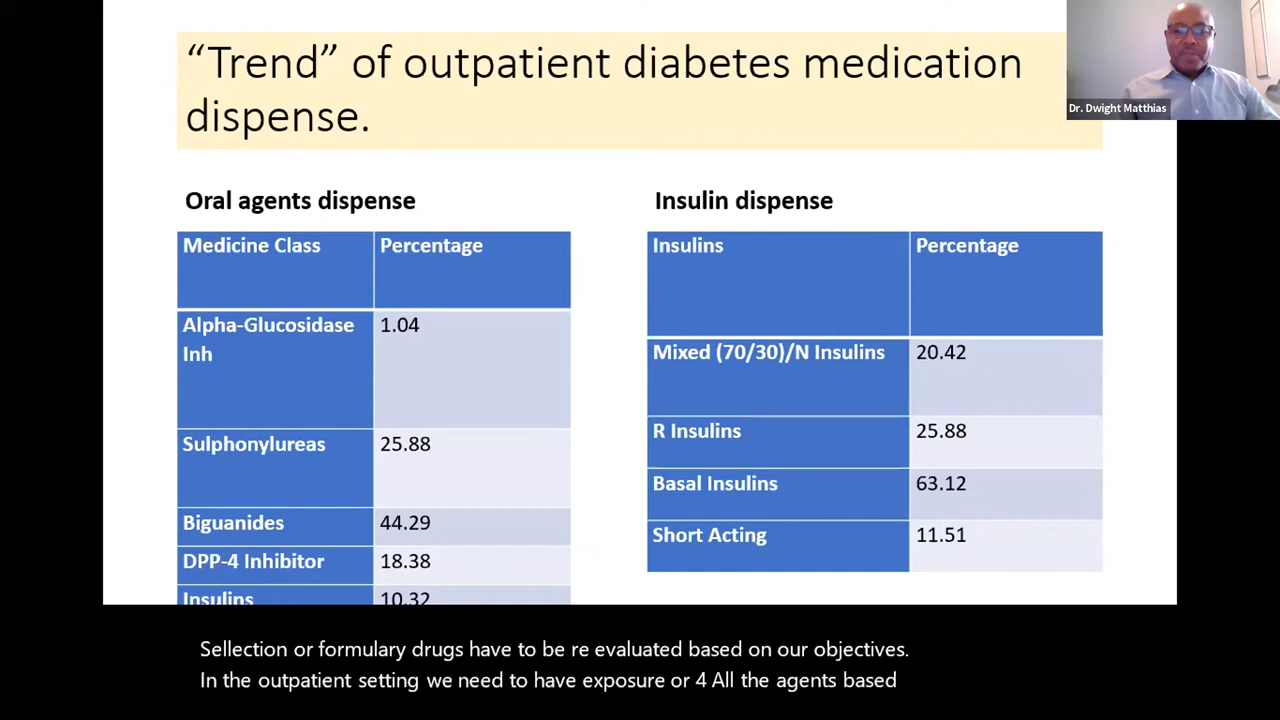 “Trend” of outpatient diabetes medication
dispense.
Dr. Dwight Matthias
Oral agents dispense
Medicine Class Percentage
Alpha-Glucosidase 1.04
Inh
Sulphonylureas 25.88
Biguanides 44.29
DPP-4 Inhibitor 18.38
Insulins 10.32
Insulin dispense
Insulins Percentage
Mixed (70/30)/N Insulins 20.42
R Insulins 25.88
Basal Insulins 63.12
Short Acting 11.51
Sellection or formulary drugs have to be re evaluated based on our objectives.
In the outpatient setting we need to have exposure or 4 All the agents based